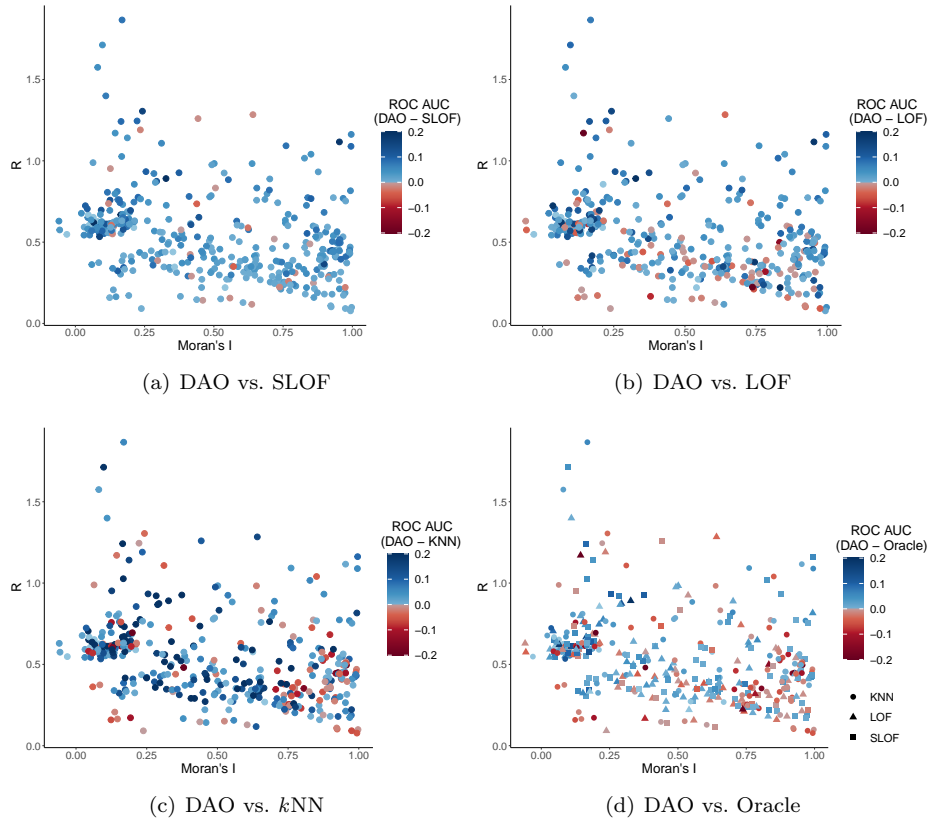 1.5
1.0
0.5
0.0
R
0.00
0.25
0.50
0.75
1.00
Moran's I
ROC AUC
(DAO − SLOF)
0.2
0.1
0.0
−0.1
−0.2
(a) DAO vs. SLOF
1.5
1.0
0.5
0.0
R
0.00
0.25
0.50
0.75
1.00
Moran's I
ROC AUC
(DAO − LOF)
0.2
0.1
0.0
−0.1
−0.2
(b) DAO vs. LOF
1.5
1.0
0.5
0.0
R
0.00
0.25
0.50
0.75
1.00
Moran's I
ROC AUC
(DAO − KNN)
0.2
0.1
0.0
−0.1
−0.2
(c) DAO vs. kNN
1.5
1.0
0.5
0.0
R
0.00
0.25
0.50
0.75
1.00
Moran's I
ROC AUC
(DAO − Oracle)
0.2
0.1
0.0
−0.1
−0.2
KNN
LOF
SLOF
(d) DAO vs. Oracle